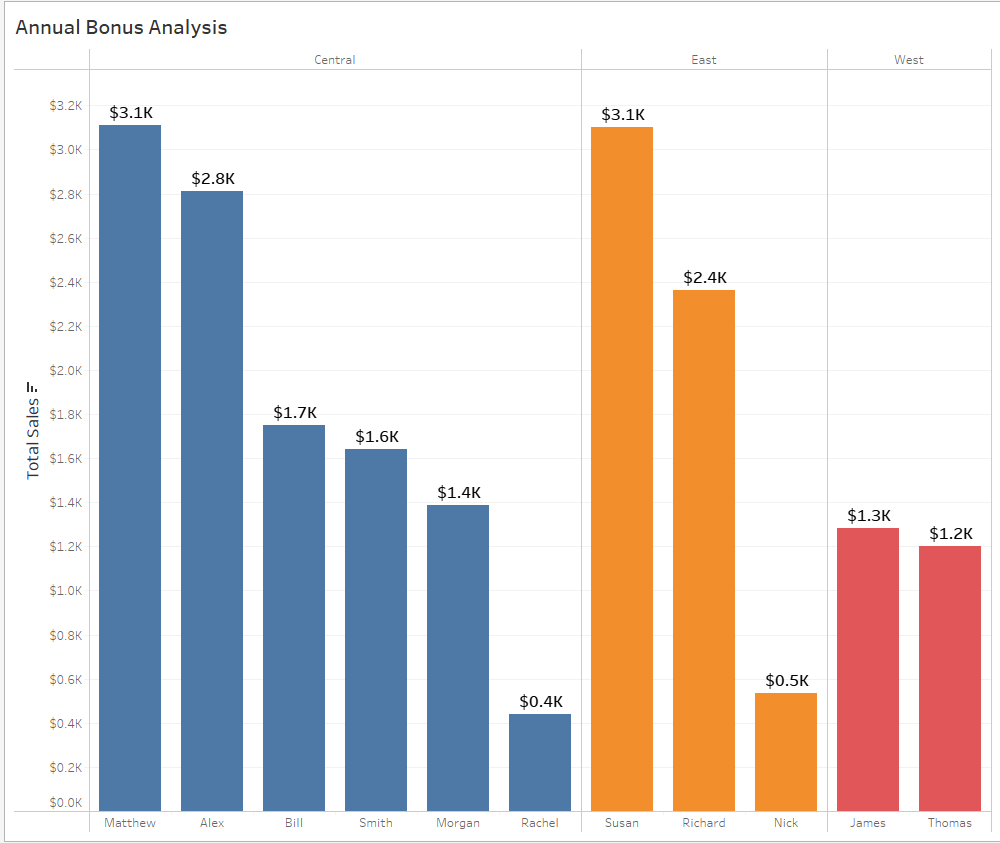 Annual Bonus Analysis
Central East West
$3.2K
$3.0K
$2.8K
$2.6K
$2.4K
$2.2K
$2.0K
$1.8K
$1.6K
$1.4K
$1.2K
$1.0K
$0.8K
$0.6K
$0.4K
$0.2K
$0.0K
Total Sales
$3.1K
$2.8K
$1.7K
$1.6K
$1.4K
$0.4K
$3.1K
$2.4K
$0.5K
$1.3K
$1.2K
Matthew Alex Bill Smith Morgan Rachel Susan Richard Nick James Thomas